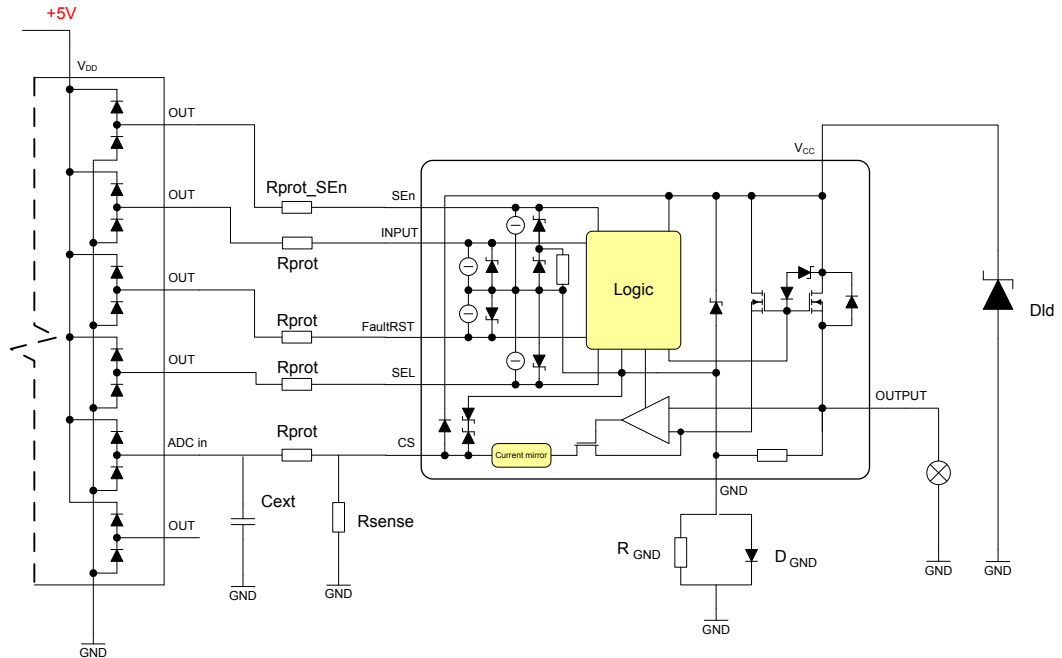 +5V
VDD
OUT
VCC
Rprot_SEn
SEn
OUT
INPUT
Rprot
Logic
OUT
Dld
Rprot
FaultRST
OUT
Rprot
SEL
OUTPUT
ADC in
Rprot
CS
Current mirror
GND
Cext
Rsense
OUT
R GND
D GND
GND
GND
GND
GND
GND
GND